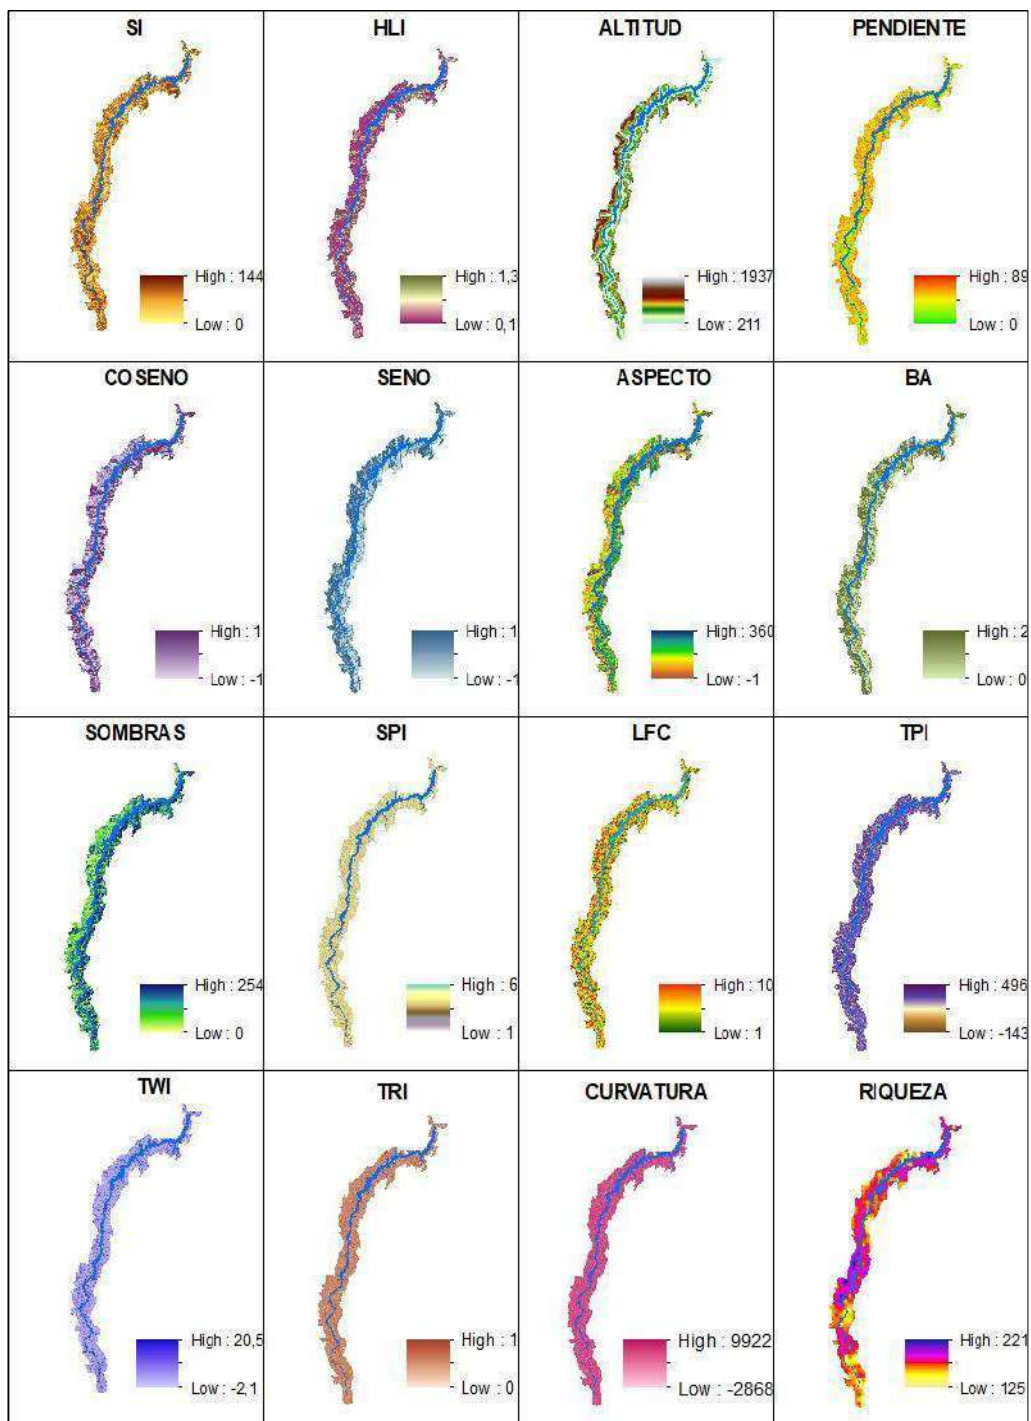 SI
HLI
ALTITUD
PENDIENTE
High : 144
Low : 0
High : 1,3
Low : 0,1
High : 1937
Low : 211
High : 89
Low : 0
COSENO
SENO
ASPECTO
BA
High : 1
Low : -1
High : 1
Low : -1
High : 360
Low : -1
High : 2
Low : 0
SOMBRAS
SPI
LFC
TPI
High : 254
Low : 0
High : 6
Low : 1
High : 10
Low : 1
High : 496
Low : -143
TWI
TRI
CURVATURA
RIQUEZA
High : 20,5
Low : -2,1
High : 1
Low : 0
High : 9922
Low : -2868
High : 221
Low : 125